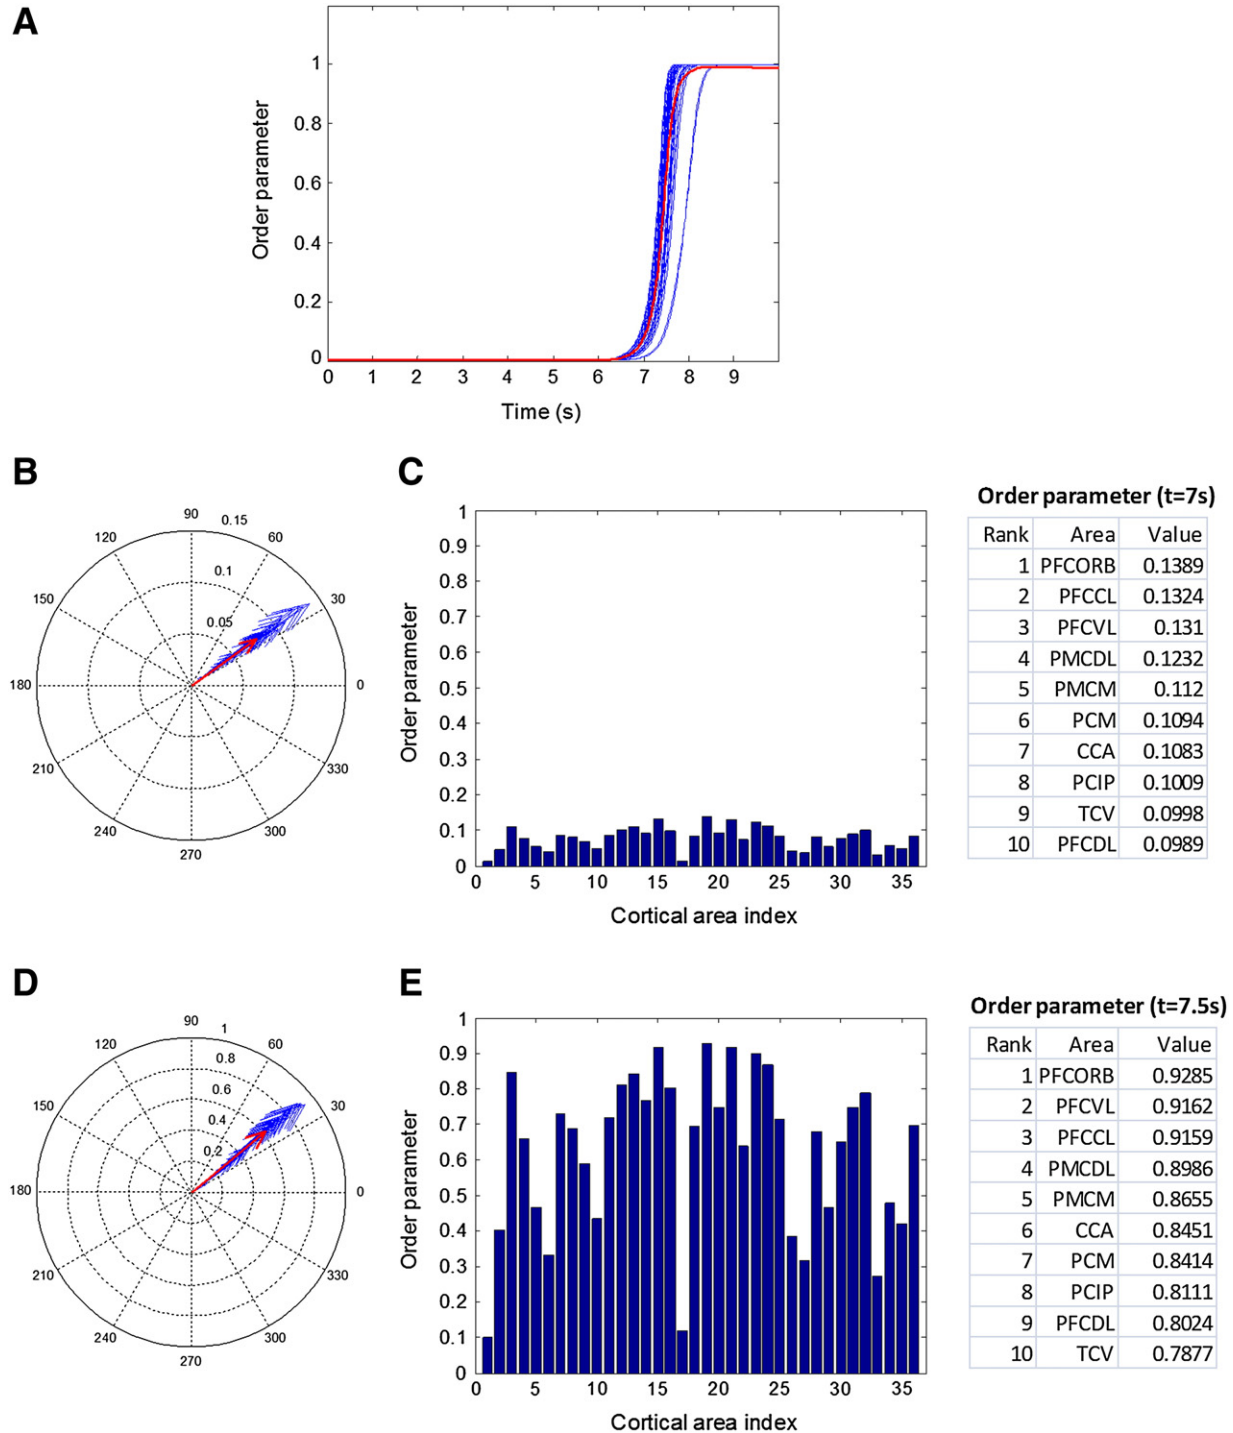 A
Order parameter
1
0.8
0.6
0.4
0.2
0
0 1 2 3 4 5 6 7 8 9
Time (s)
B
90
0.15
120
60
0.1
150
30
0.05
180
0
210
330
240
300
270
C
Order parameter
1
0.9
0.8
0.7
0.6
0.5
0.4
0.3
0.2
0.1
0
0 5 10 15 20 25 30 35
Cortical area index
Order parameter (t=7s)
Rank Area Value
1 PFCORB 0.1389
2 PFCCL 0.1324
3 PFCVL 0.131
4 PMCDL 0.1232
5 PMCM 0.112
6 PCM 0.1094
7 CCA 0.1083
8 PCIP 0.1009
9 TCV 0.0998
10 PFCDL 0.0989
D
90
1
120
60
0.8
0.6
150
30
0.4
0.2
180
0
210
330
240
300
270
E
Order parameter
1
0.9
0.8
0.7
0.6
0.5
0.4
0.3
0.2
0.1
0
0 5 10 15 20 25 30 35
Cortical area index
Order parameter (t=7.5s)
Rank Area Value
1 PFCORB 0.9285
2 PFCVL 0.9162
3 PFCCL 0.9159
4 PMCDL 0.8986
5 PMCM 0.8655
6 CCA 0.8451
7 PCM 0.8414
8 PCIP 0.8111
9 PFCDL 0.8024
10 TCV 0.7877